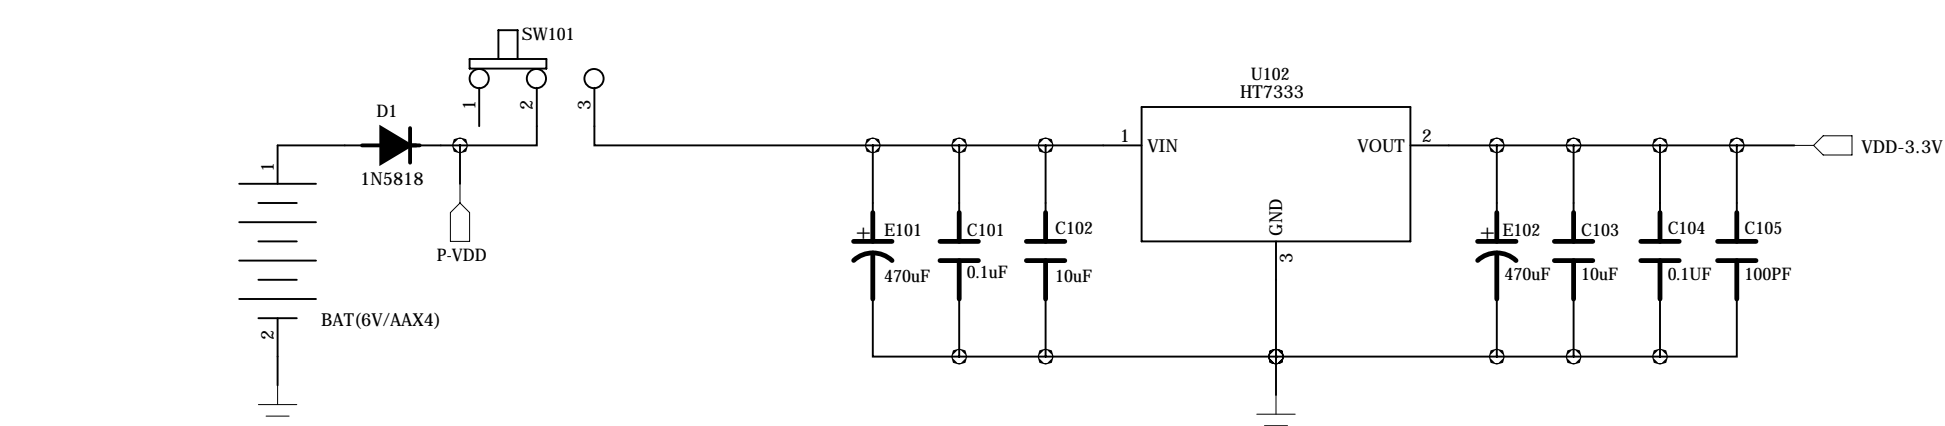 SW101
1
2
3
D1
1N5818
P-VDD
1
2
BAT(6V/AAX4)
U102
HT7333
1
VIN
VOUT
2
GND
3
+
E101
470uF
C101
0.1uF
C102
10uF
+
E102
470uF
C103
10uF
C104
0.1UF
C105
100PF
VDD-3.3V